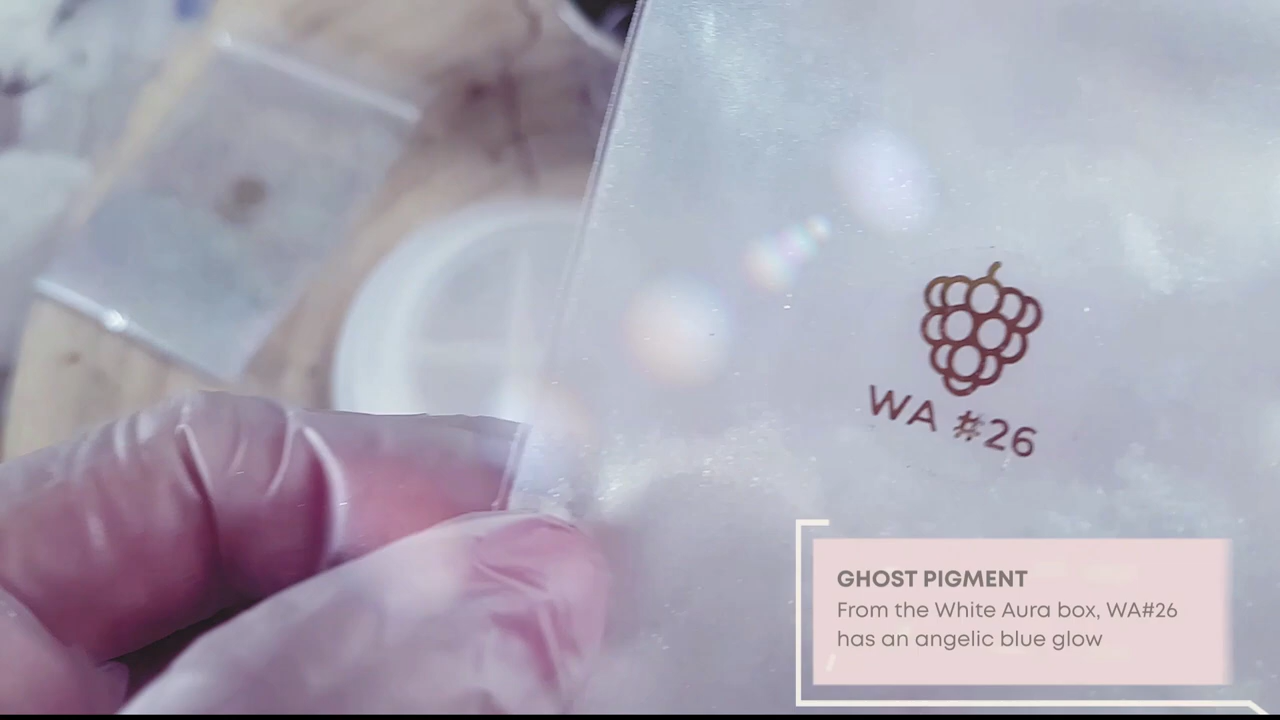 WA #26
GHOST PIGMENT
From the White Aura box, WA#26
has an angelic blue glow